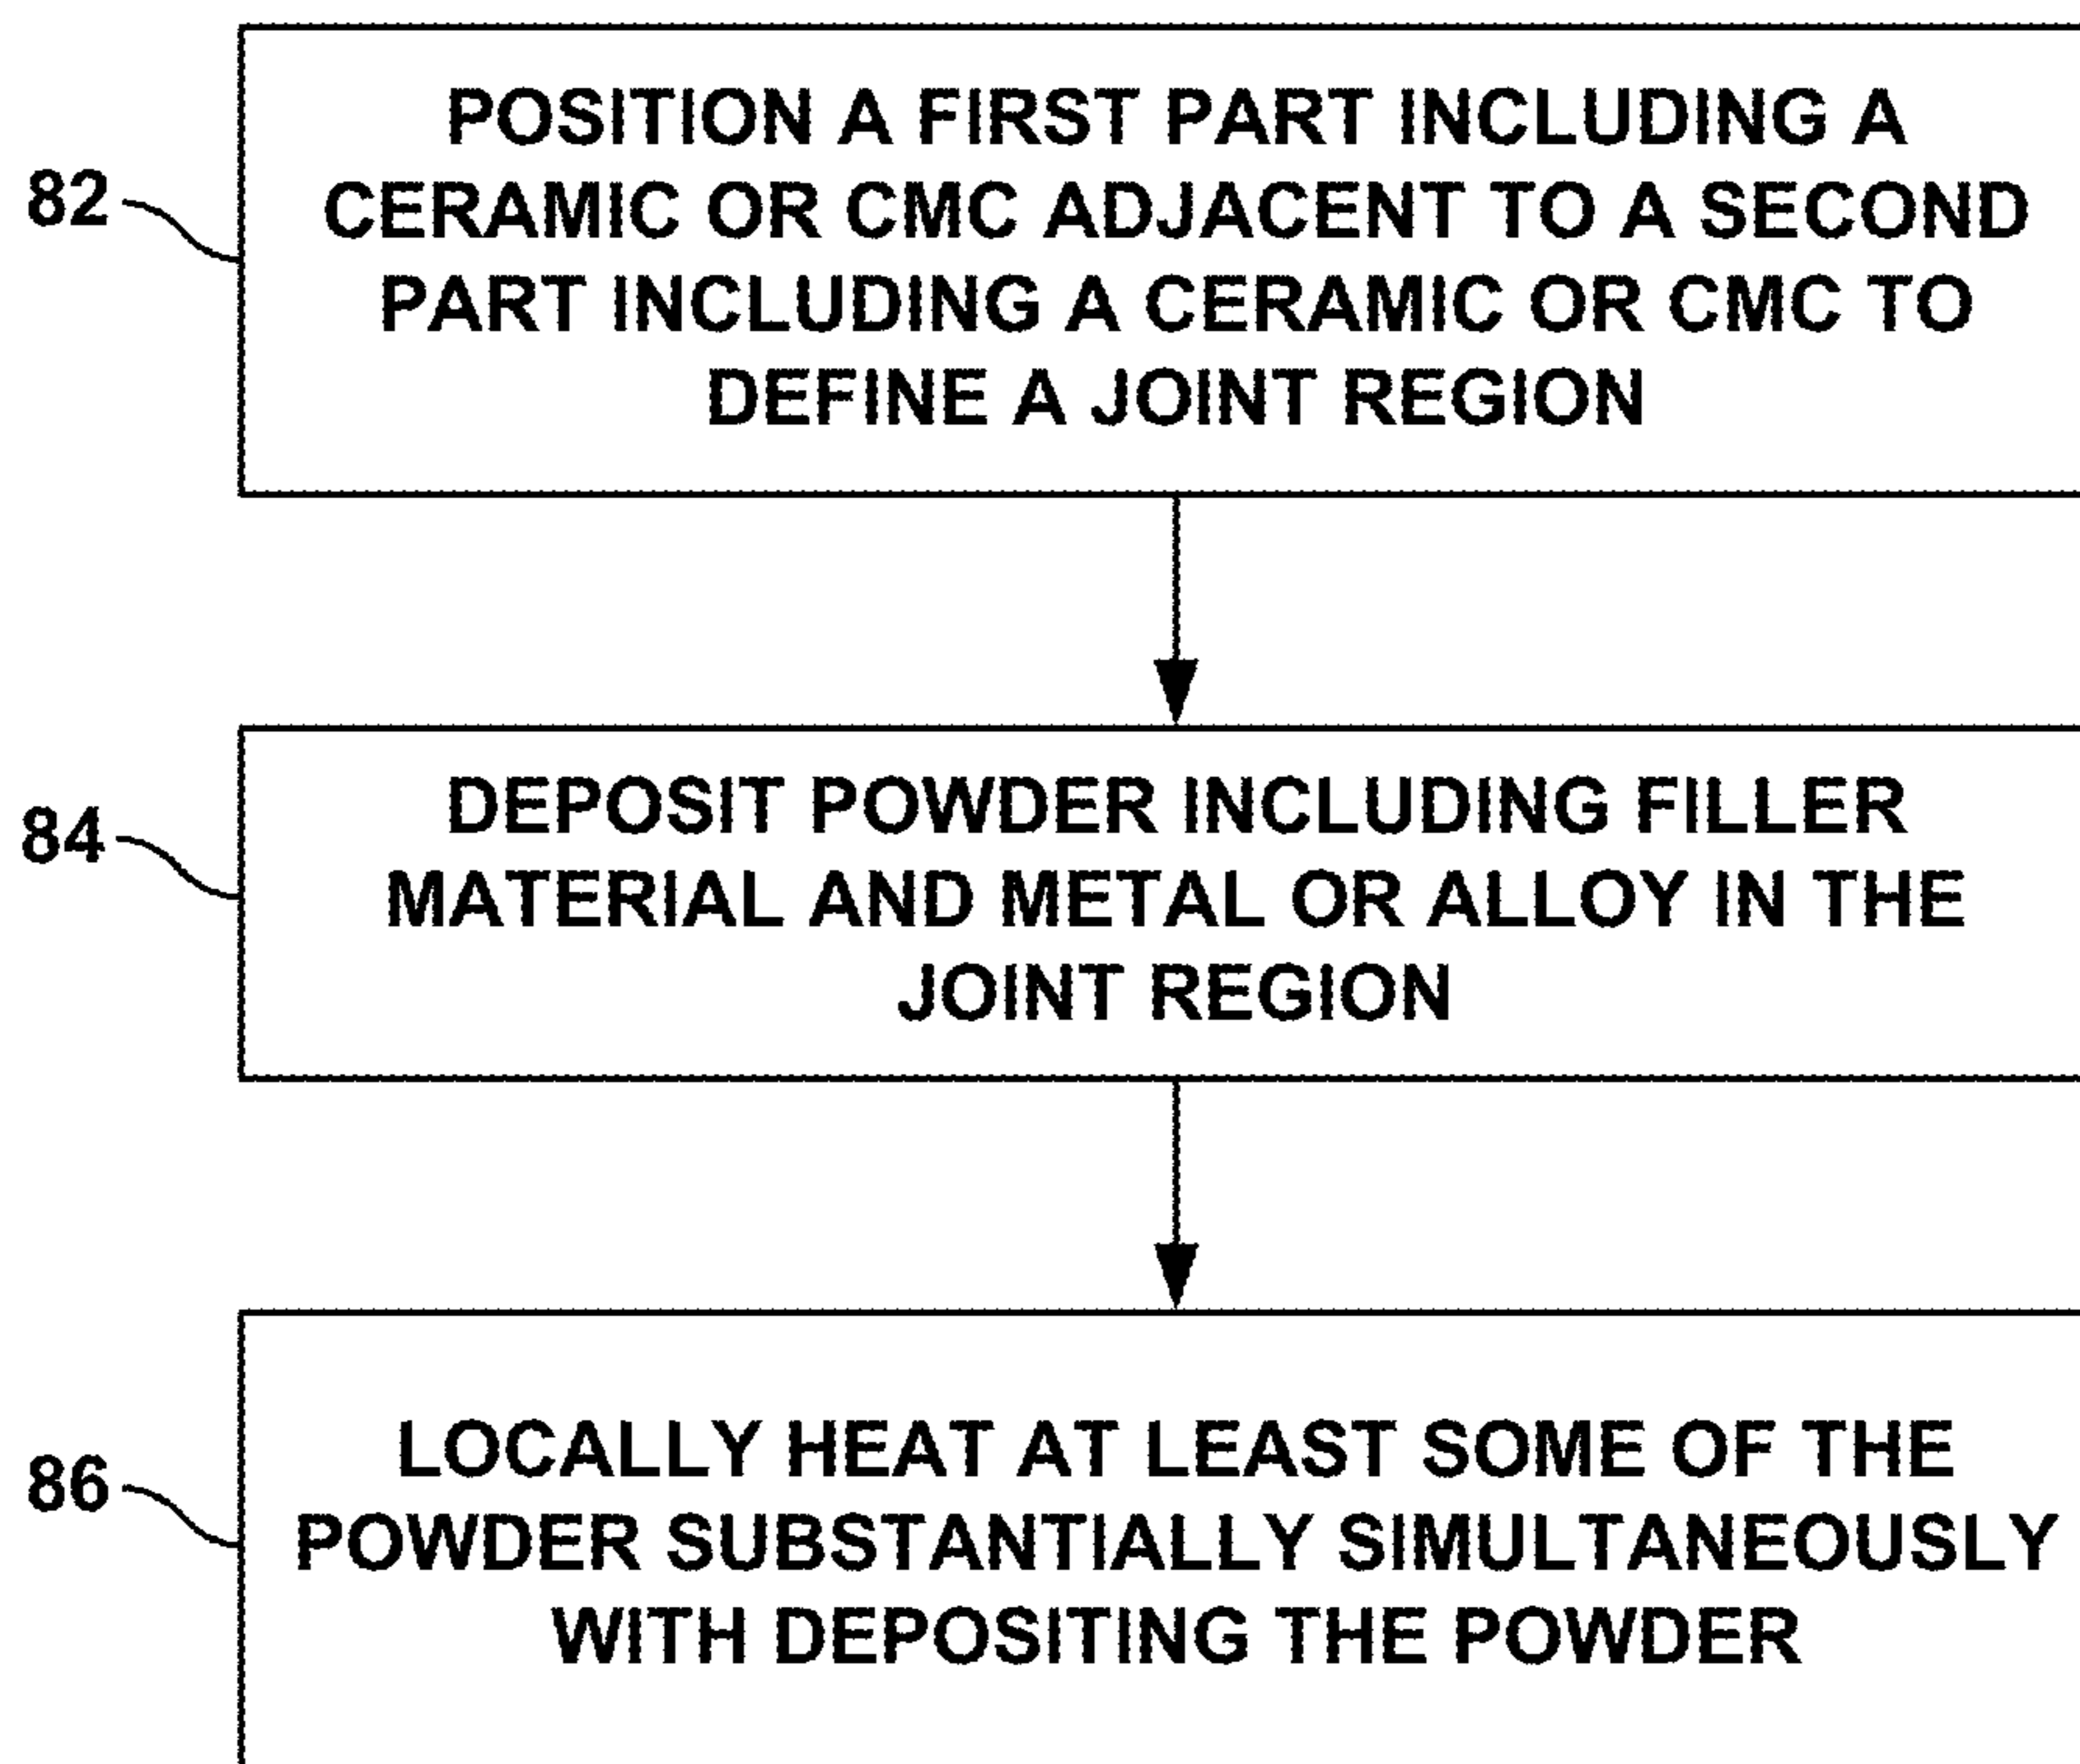 POSITION A FIRST PART INCLUDING A
82
CERAMIC OR CMC ADJACENT TO A SECOND
PART INCLUDING A CERAMIC OR CMC TO
DEFINE A JOINT REGION
DEPOSIT POWDER INCLUDING FILLER
84
MATERIAL AND METAL OR ALLOY IN THE
JOINT REGION
LOCALLY HEAT AT LEAST SOME OF THE
86
POWDER SUBSTANTIALLY SIMULTANEOUSLY
WITH DEPOSITING THE POWDER